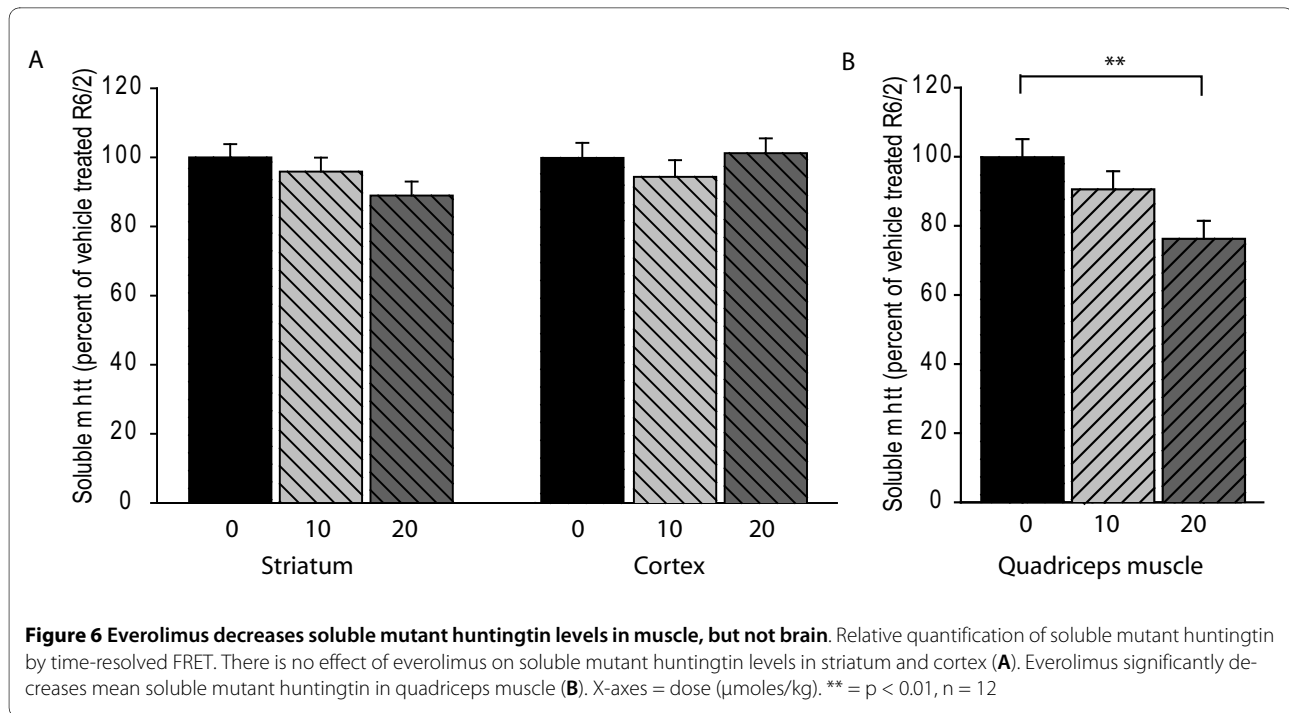 A
Soluble m htt (percent of vehicle treated R6/2)
120
100
80
60
40
20
0
0 10 20 0 10 20
Striatum Cortex
B
**
Soluble m htt (percent of vehicle treated R6/2)
120
100
80
60
40
20
0
0 10 20
Quadriceps muscle
Figure 6 Everolimus decreases soluble mutant huntingtin levels in muscle, but not brain. Relative quantification of soluble mutant huntingtin
by time-resolved FRET. There is no effect of everolimus on soluble mutant huntingtin levels in striatum and cortex (A). Everolimus significantly de-
creases mean soluble mutant huntingtin in quadriceps muscle (B). X-axes = dose (μmoles/kg). ** = p < 0.01, n = 12